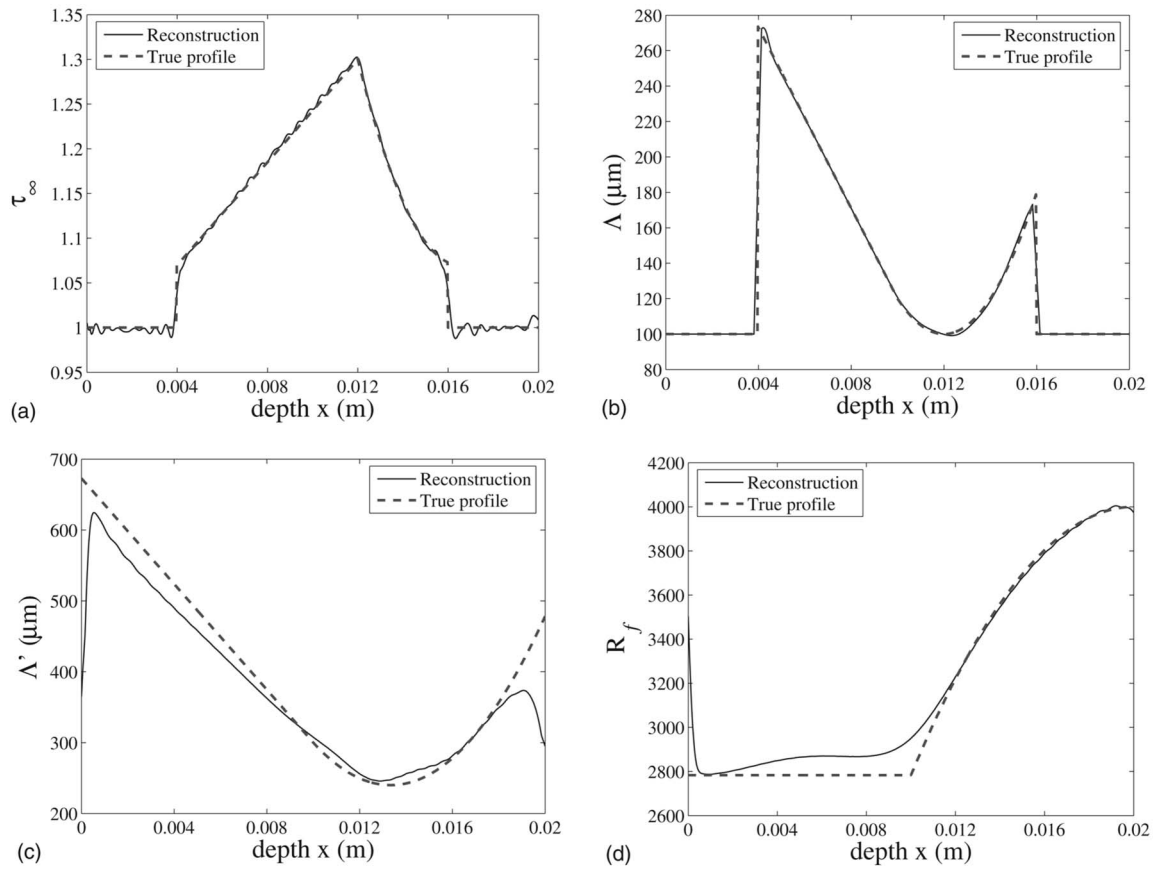 1.35
1.3
1.25
1.2
1.15
1.1
1.05
1
0.95
τ∞
Reconstruction
True profile
0 0.004 0.008 0.012 0.016 0.02
depth x (m)
(a)
280
260
240
220
200
180
160
140
120
100
80
Λ (μm)
Reconstruction
True profile
0 0.004 0.008 0.012 0.016 0.02
depth x (m)
(b)
700
600
500
400
300
200
Λ' (μm)
Reconstruction
True profile
0 0.004 0.008 0.012 0.016 0.02
depth x (m)
(c)
4200
4000
3800
3600
3400
3200
3000
2800
2600
R f
Reconstruction
True profile
0 0.004 0.008 0.012 0.016 0.02
depth x (m)
(d)